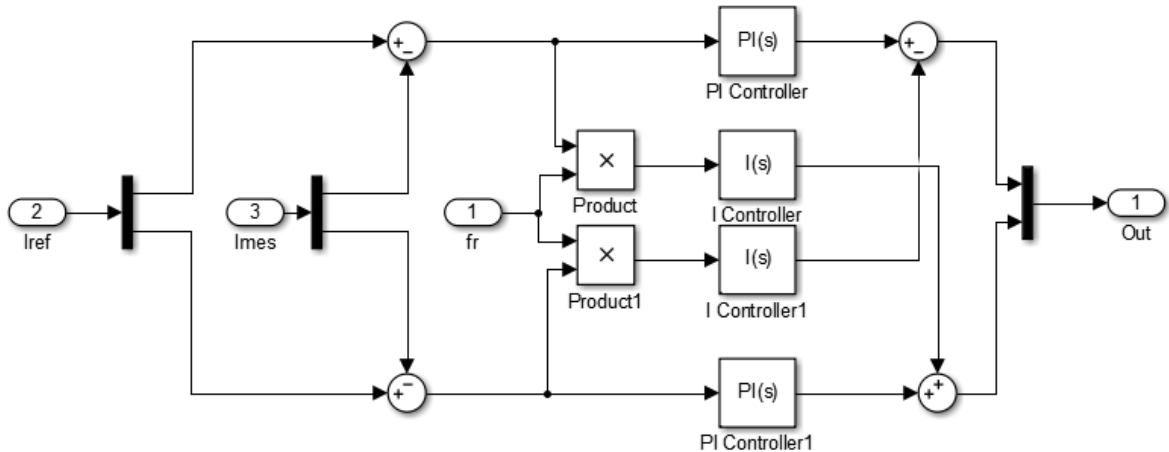 PI(s)
PI Controller
×
Product
I(s)
I Controller
2
Iref
3
Imes
1
fr
1
Out
×
Product1
I(s)
I Controller1
PI(s)
PI Controller1
+ −
+ −
+ −
+ +